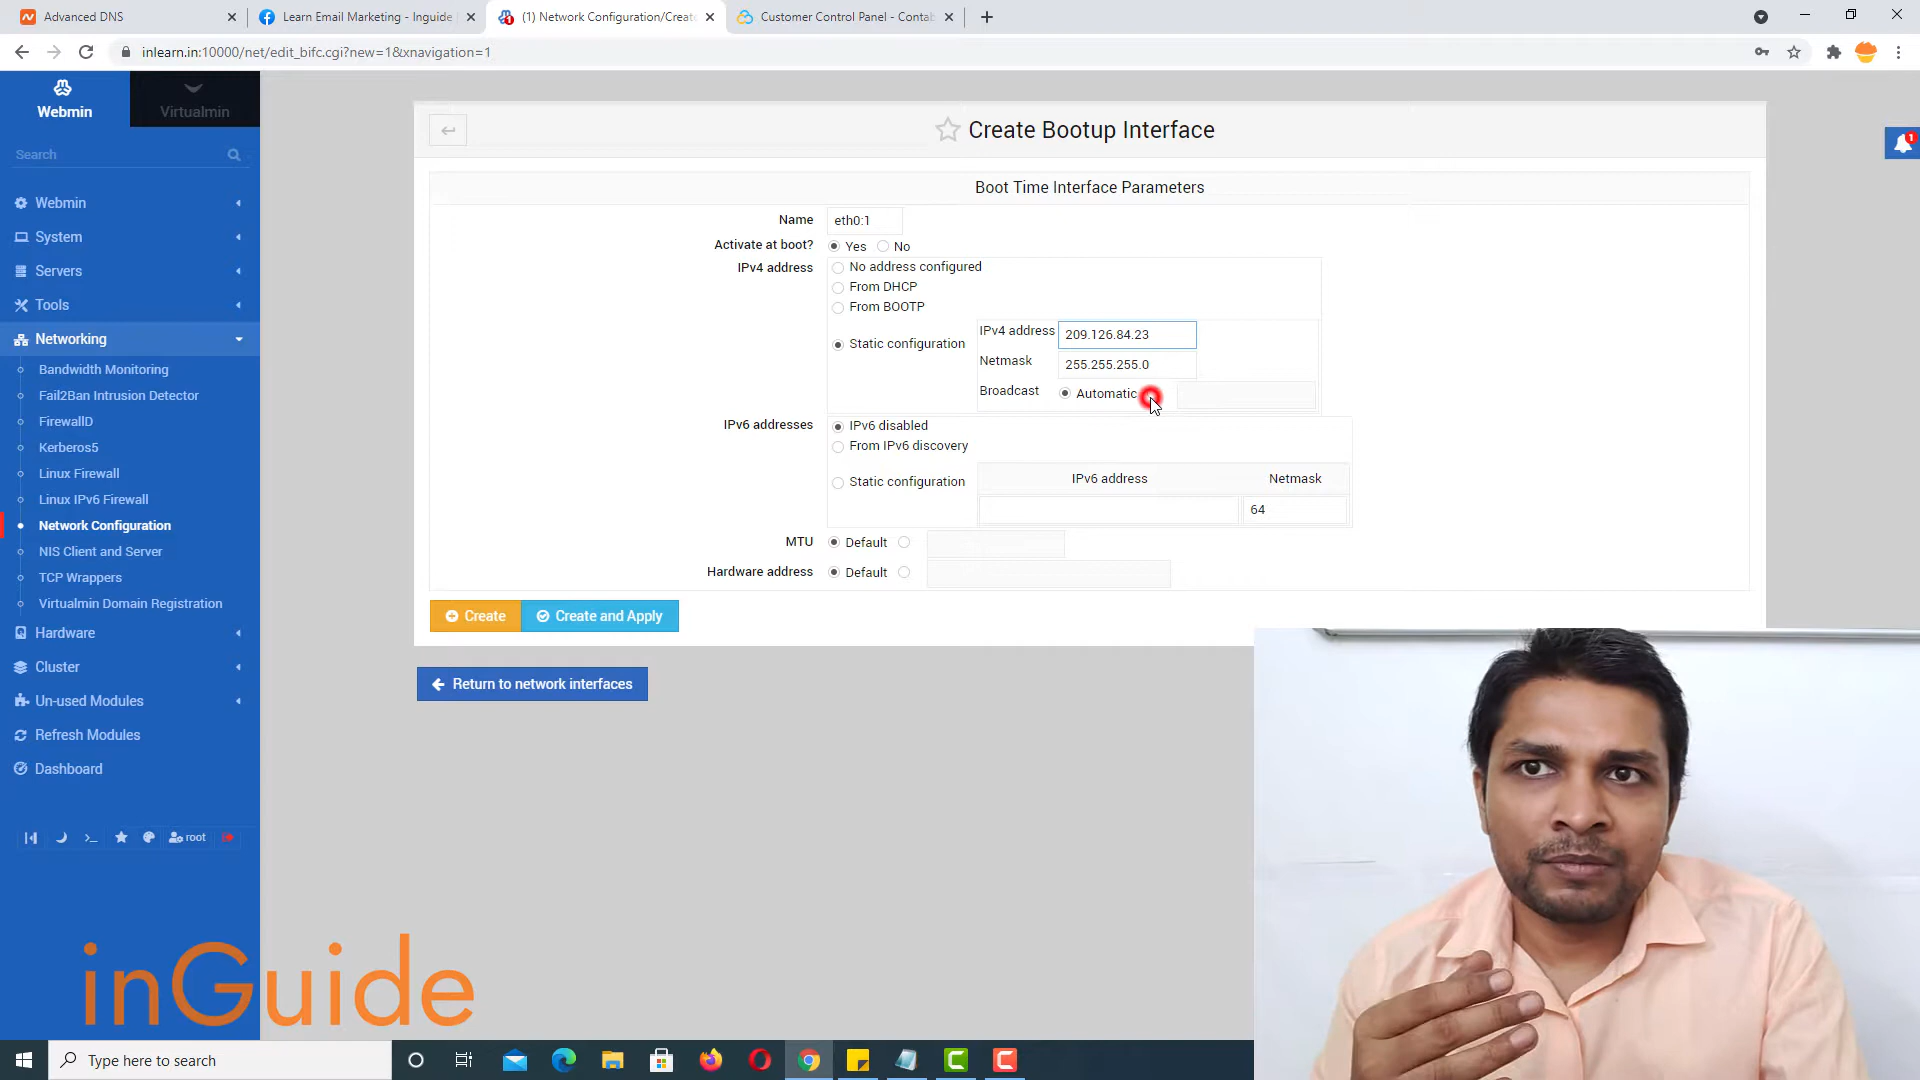 Advanced DNS
Learn Email Marketing - Inguide
(1) Network Configuration/Create
Customer Control Panel - Contab
inlearn.in:10000/net/edit_bifc.cgi?new=1&xnavigation=1
Webmin
Virtualmin
Search
Webmin
System
Servers
Tools
Networking
Bandwidth Monitoring
Fail2Ban Intrusion Detector
FirewallD
Kerberos5
Linux Firewall
Linux IPv6 Firewall
Network Configuration
NIS Client and Server
TCP Wrappers
Virtualmin Domain Registration
Hardware
Cluster
Un-used Modules
Refresh Modules
Dashboard
root
Create Bootup Interface
1
Boot Time Interface Parameters
Name eth0:1
Activate at boot? Yes No
IPv4 address No address configured
From DHCP
From BOOTP
Static configuration
IPv4 address 209.126.84.23
Netmask 255.255.255.0
Broadcast Automatic
IPv6 addresses IPv6 disabled
From IPv6 discovery
Static configuration
IPv6 address Netmask
64
MTU Default
Hardware address Default
Create Create and Apply
Return to network interfaces
inGuide
Type here to search